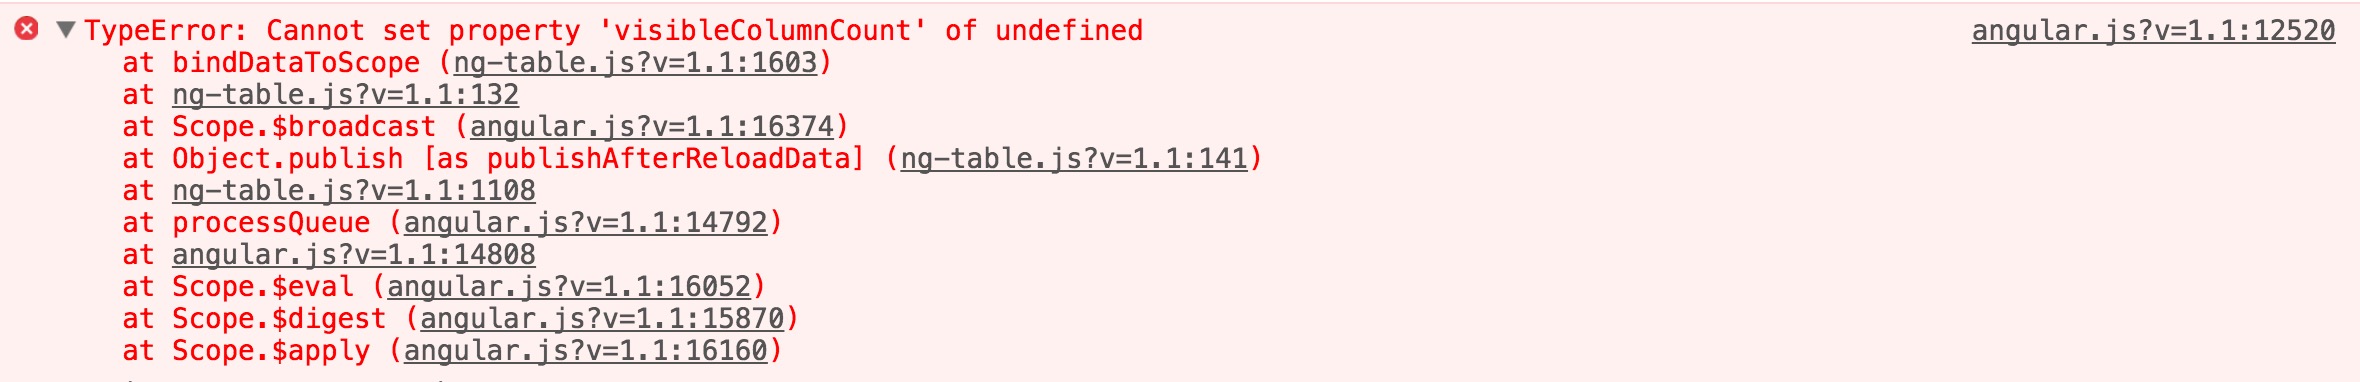 TypeError: Cannot set property 'visibleColumnCount' of undefined angular.js?v=1.1:12520
at bindDataToScope (ng-table.js?v=1.1:1603)
at ng-table.js?v=1.1:132
at Scope.$broadcast (angular.js?v=1.1:16374)
at Object.publish [as publishAfterReloadData] (ng-table.js?v=1.1:141)
at ng-table.js?v=1.1:1108
at processQueue (angular.js?v=1.1:14792)
at angular.js?v=1.1:14808
at Scope.$eval (angular.js?v=1.1:16052)
at Scope.$digest (angular.js?v=1.1:15870)
at Scope.$apply (angular.js?v=1.1:16160)